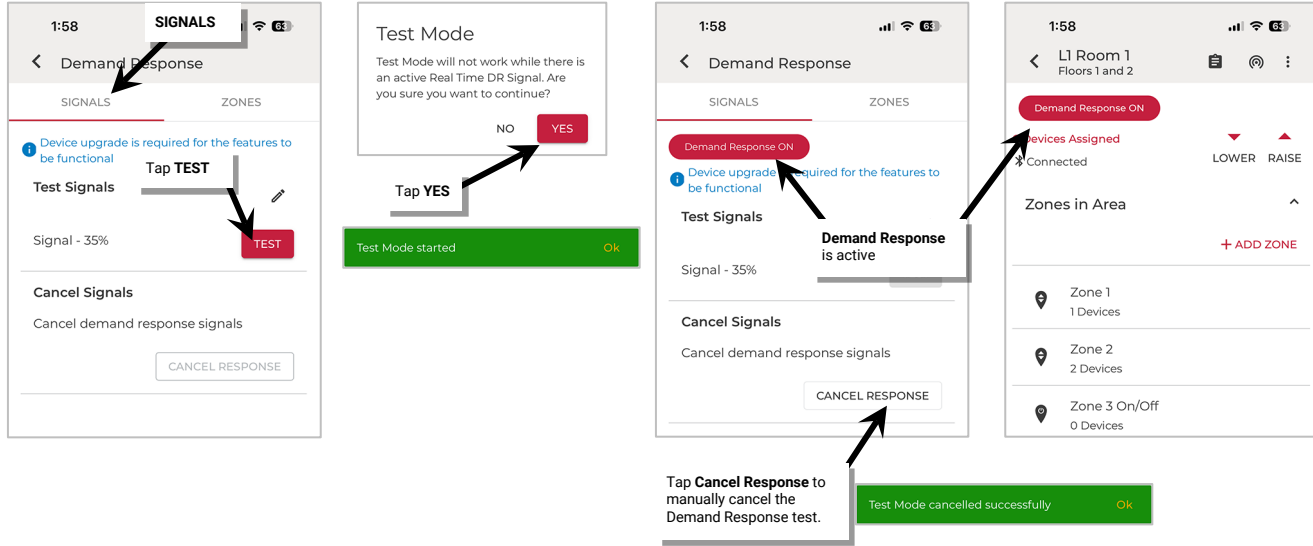 1:58
SIGNALS
63
Demand Response
SIGNALS
ZONES
Device upgrade is required for the features to
be functional
Tap TEST
Test Signals
Signal - 35%
TEST
Cancel Signals
Cancel demand response signals
CANCEL RESPONSE
Test Mode
Test Mode will not work while there is
an active Real Time DR Signal. Are
you sure you want to continue?
NO
YES
Tap YES
Test Mode started
Ok
1:58
63
Demand Response
SIGNALS
ZONES
Demand Response ON
Device upgrade is required for the features to
be functional
Test Signals
Demand Response
is active
Signal - 35%
Cancel Signals
Cancel demand response signals
CANCEL RESPONSE
Tap Cancel Response to
manually cancel the
Demand Response test.
Test Mode cancelled successfully
Ok
1:58
63
L1 Room 1
Floors 1 and 2
Demand Response ON
Devices Assigned
Connected
LOWER
RAISE
Zones in Area
+ ADD ZONE
Zone 1
1 Devices
Zone 2
2 Devices
Zone 3 On/Off
0 Devices